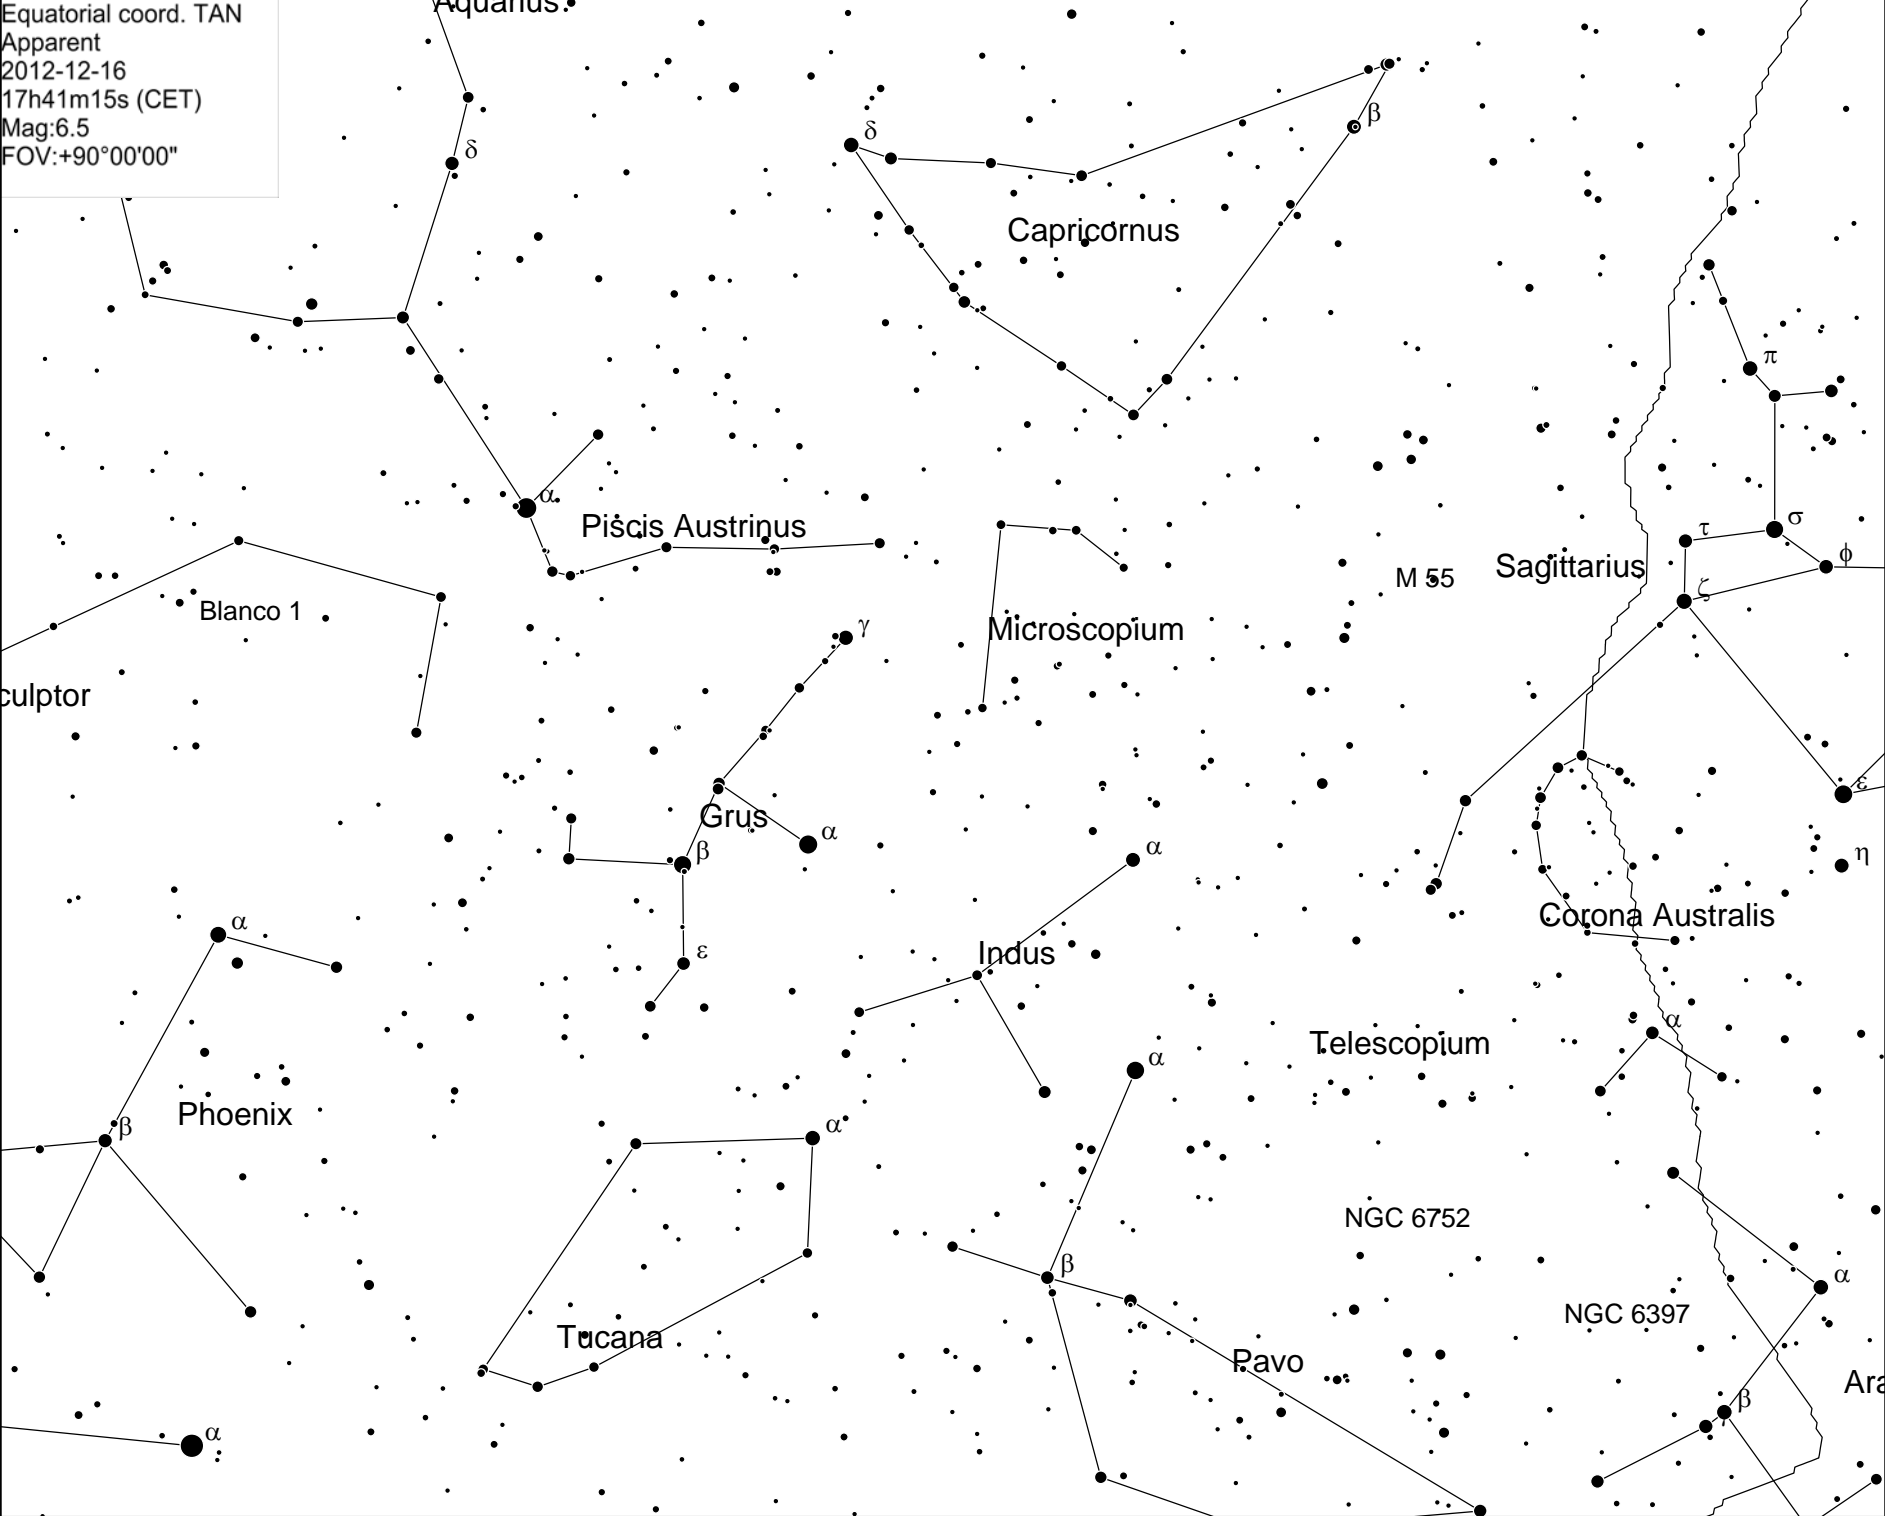 Aquarus
Equatorial coord. TAN
Apparent
2012-12-16
17h41m15s (CET)
Mag:6.5
FOV:+90°00'00"
δ
δ
β
Capricornus
π
α
Piscis Austrinus
σ
τ
φ
M 55
Sagittarius
ζ
Blanco 1
γ
Microscopium
culptor
ε
Grus
α
β
α
η
α
Corona Australis
ε
Indus
α
Telescopium
α
Phoenix
β
α
NGC 6752
β
α
NGC 6397
Tucana
Pavo
Ara
β
α